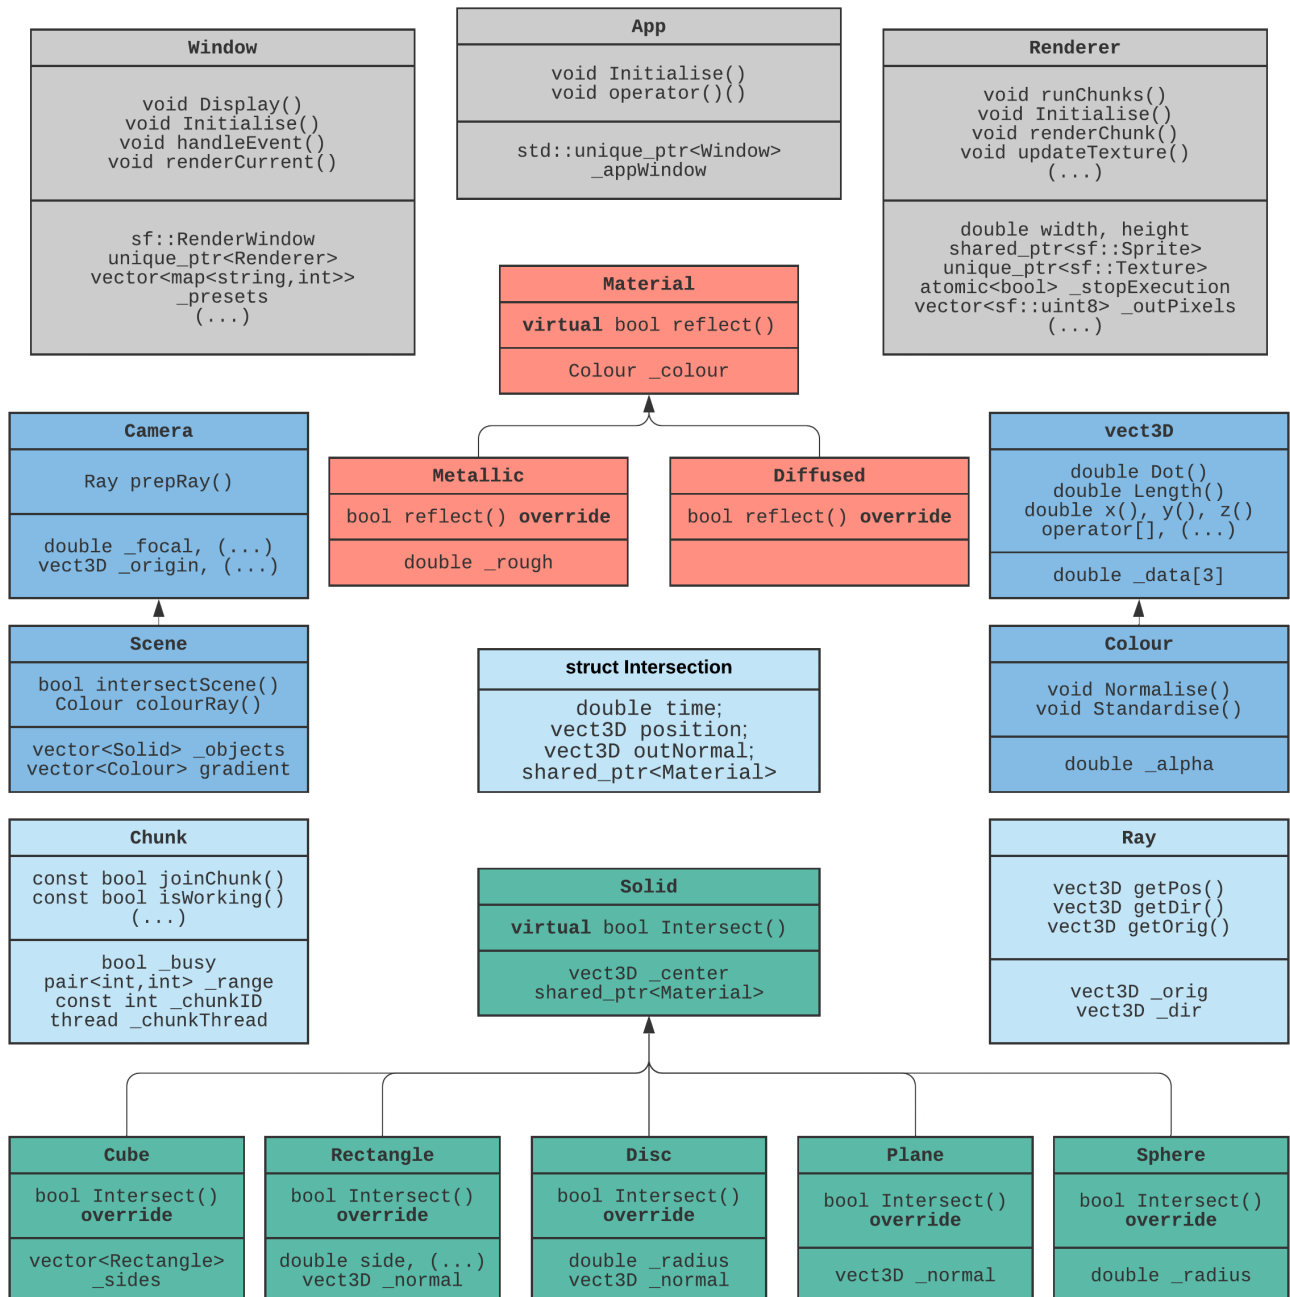 Window
void Display()
void Initialise()
void handleEvent()
void renderCurrent()
sf::RenderWindow
unique_ptr<Renderer>
vector<map<string,int>>
_presets
(...)
App
void Initialise()
void operator()()
std::unique_ptr<Window>
_appWindow
Renderer
void runChunks()
void Initialise()
void renderChunk()
void updateTexture()
(...)
double width, height
shared_ptr<sf::Sprite>
unique_ptr<sf::Texture>
atomic<bool> _stopExecution
vector<sf::uint8> _outPixels
(...)
Material
virtual bool reflect()
Colour _colour
Metallic
bool reflect() override
double _rough
Diffused
bool reflect() override
Camera
Ray prepRay()
double _focal, (...)
vect3D _origin, (...)
Scene
bool intersectScene()
Colour colourRay()
vector<Solid> _objects
vector<Colour> gradient
vect3D
double Dot()
double Length()
double x(), y(), z()
operator[], (...)
double _data[3]
Colour
void Normalise()
void Standardise()
double _alpha
struct Intersection
double time;
vect3D position;
vect3D outNormal;
shared_ptr<Material>
Chunk
const bool joinChunk()
const bool isWorking()
(...)
bool _busy
pair<int,int> _range
const int _chunkID
thread _chunkThread
Solid
virtual bool Intersect()
vect3D _center
shared_ptr<Material>
Ray
vect3D getPos()
vect3D getDir()
vect3D getOrig()
vect3D _orig
vect3D _dir
Cube
bool Intersect()
override
vector<Rectangle>
_sides
Rectangle
bool Intersect()
override
double side, (...)
vect3D _normal
Disc
bool Intersect()
override
double _radius
vect3D _normal
Plane
bool Intersect()
override
vect3D _normal
Sphere
bool Intersect()
override
double _radius